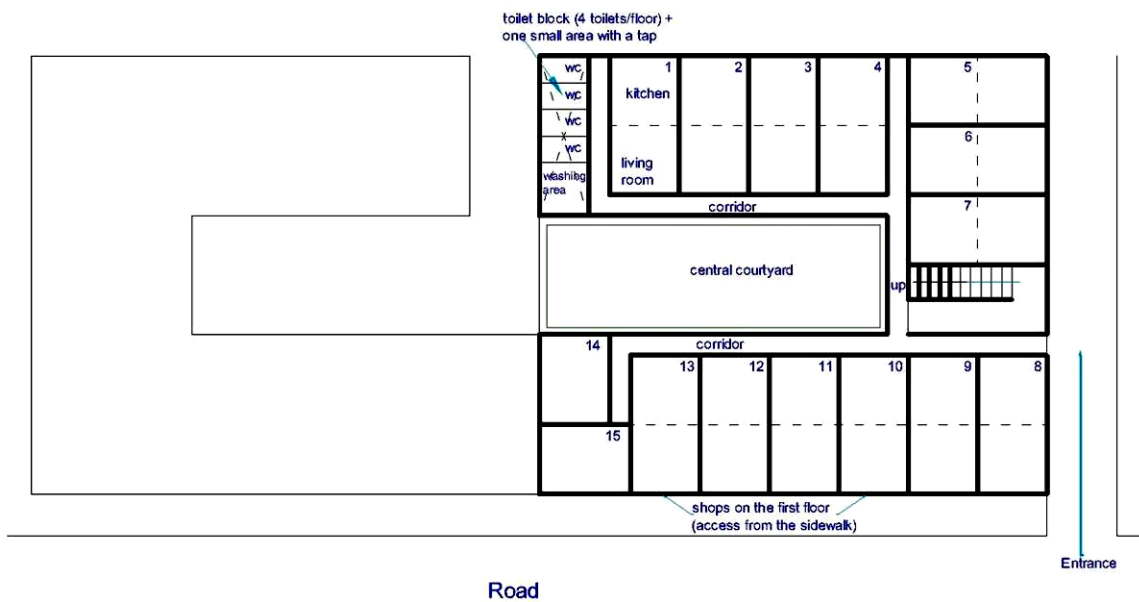 toilet block (4 toilets/floor) +
one small area with a tap
wc
wc
wc
wc
washing
area
1
2
3
4
5
kitchen
living
room
6
7
corridor
central courtyard
up
14
corridor
13
12
11
10
9
8
15
shops on the first floor
(access from the sidewalk)
Entrance
Road